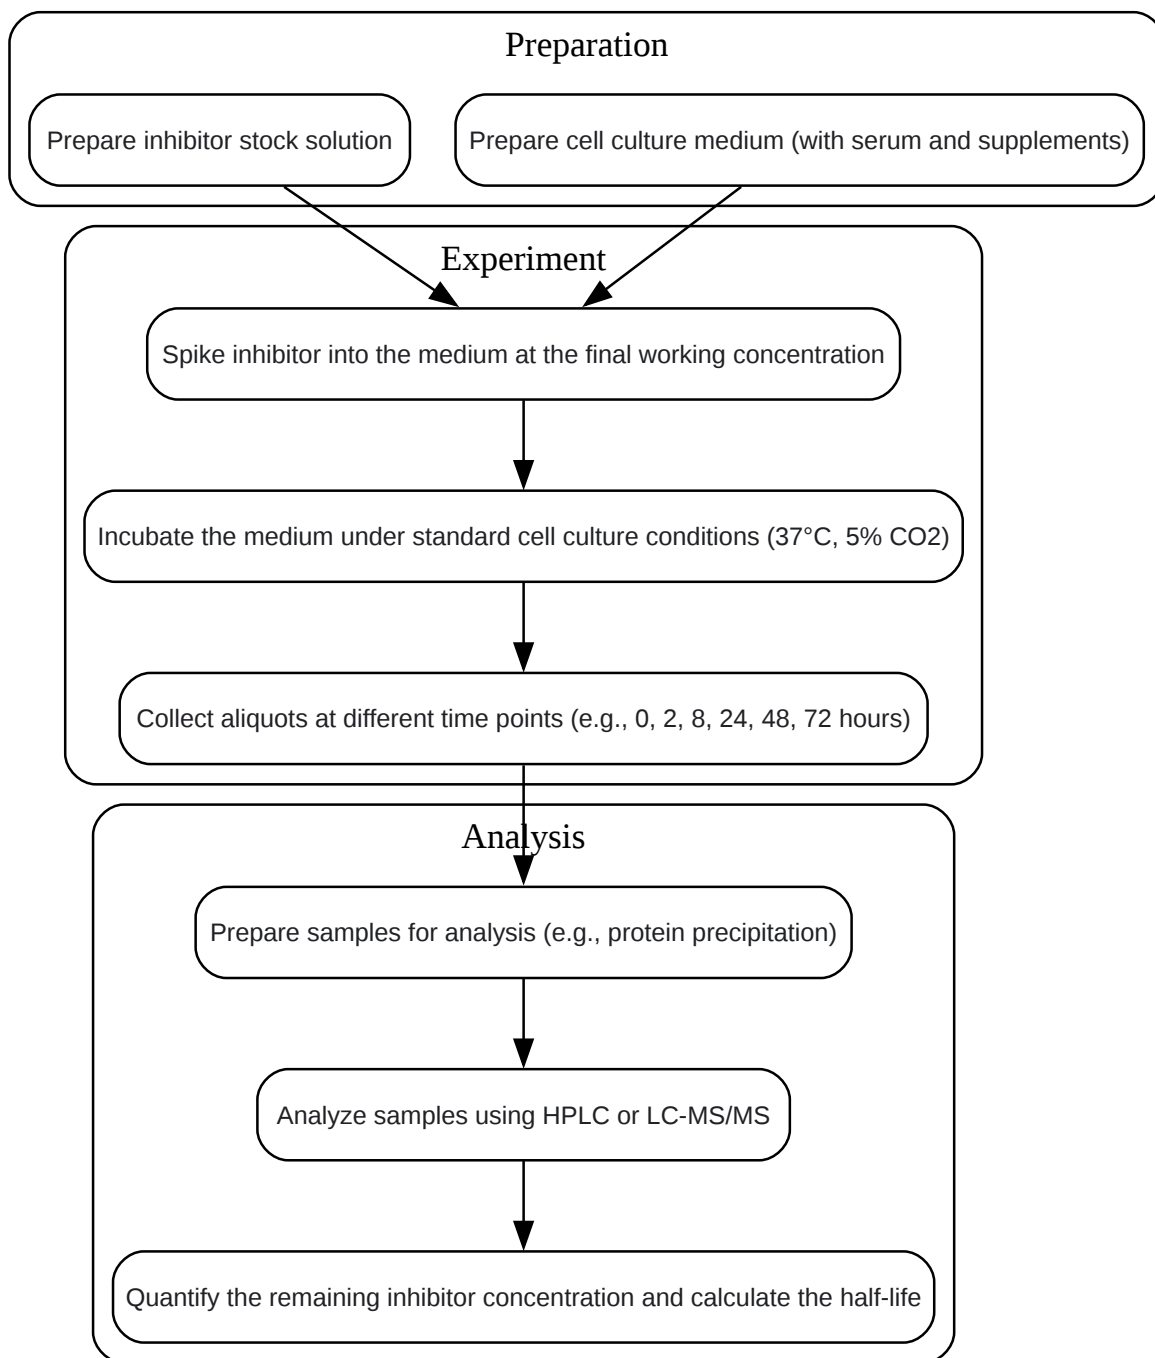 Preparation
Prepare inhibitor stock solution
Prepare cell culture medium (with serum and supplements)
Experiment
Spike inhibitor into the medium at the final working concentration
Incubate the medium under standard cell culture conditions (37°C, 5% CO2)
Collect aliquots at different time points (e.g., 0, 2, 8, 24, 48, 72 hours)
Analysis
Prepare samples for analysis (e.g., protein precipitation)
Analyze samples using HPLC or LC-MS/MS
Quantify the remaining inhibitor concentration and calculate the half-life